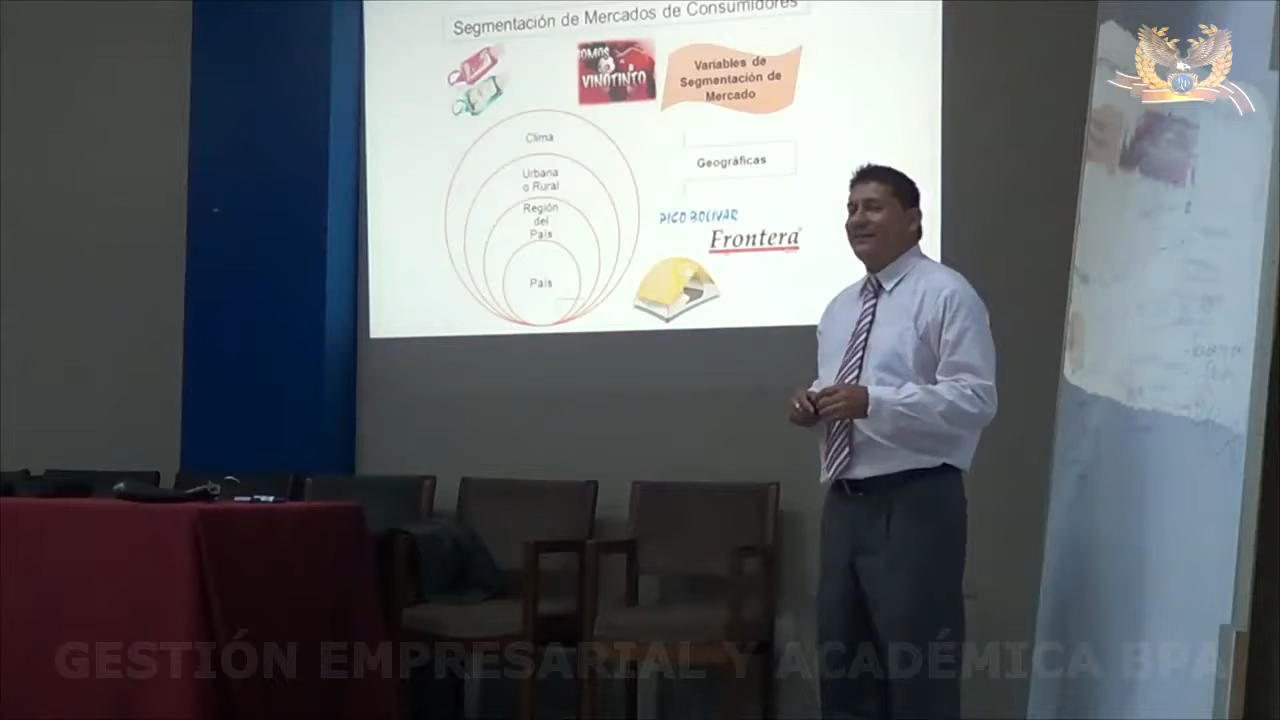 Segmentación de Mercados de Consumidores
SOMOS
VINOTINTO
Variables de
Segmentación de
Mercado
Clima
Urbana
o Rural
Región
del
País
País
Geográficas
PICO BOLIVAR
Frontera
GESTIÓN EMPRESARIAL Y ACADÉMICA BPA